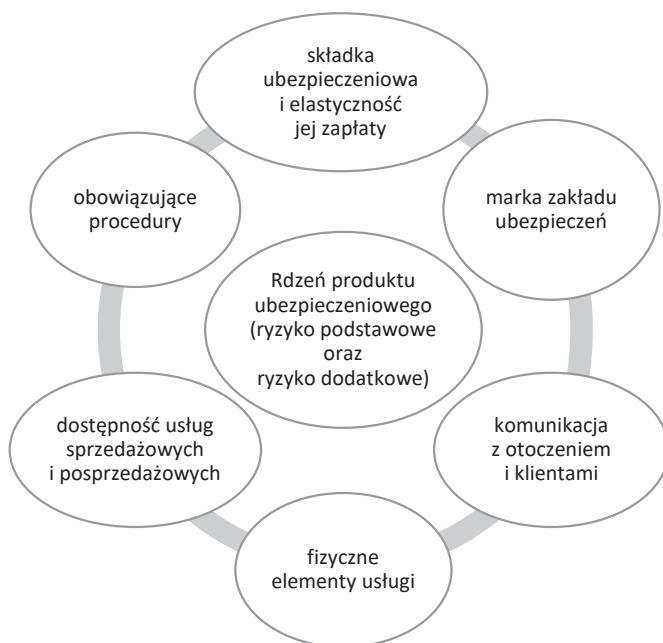 składka
ubezpieczeniowa
i elastyczność
jej zapłaty
obowiązujące
procedury
marka zakładu
ubezpieczeń
Rdzeń produktu
ubezpieczeniowego
(ryzyko podstawowe
oraz
ryzyko dodatkowe)
dostępność usług
sprzedażowych
i posprzedażowych
komunikacja
z otoczeniem
i klientami
fizyczne
elementy usługi